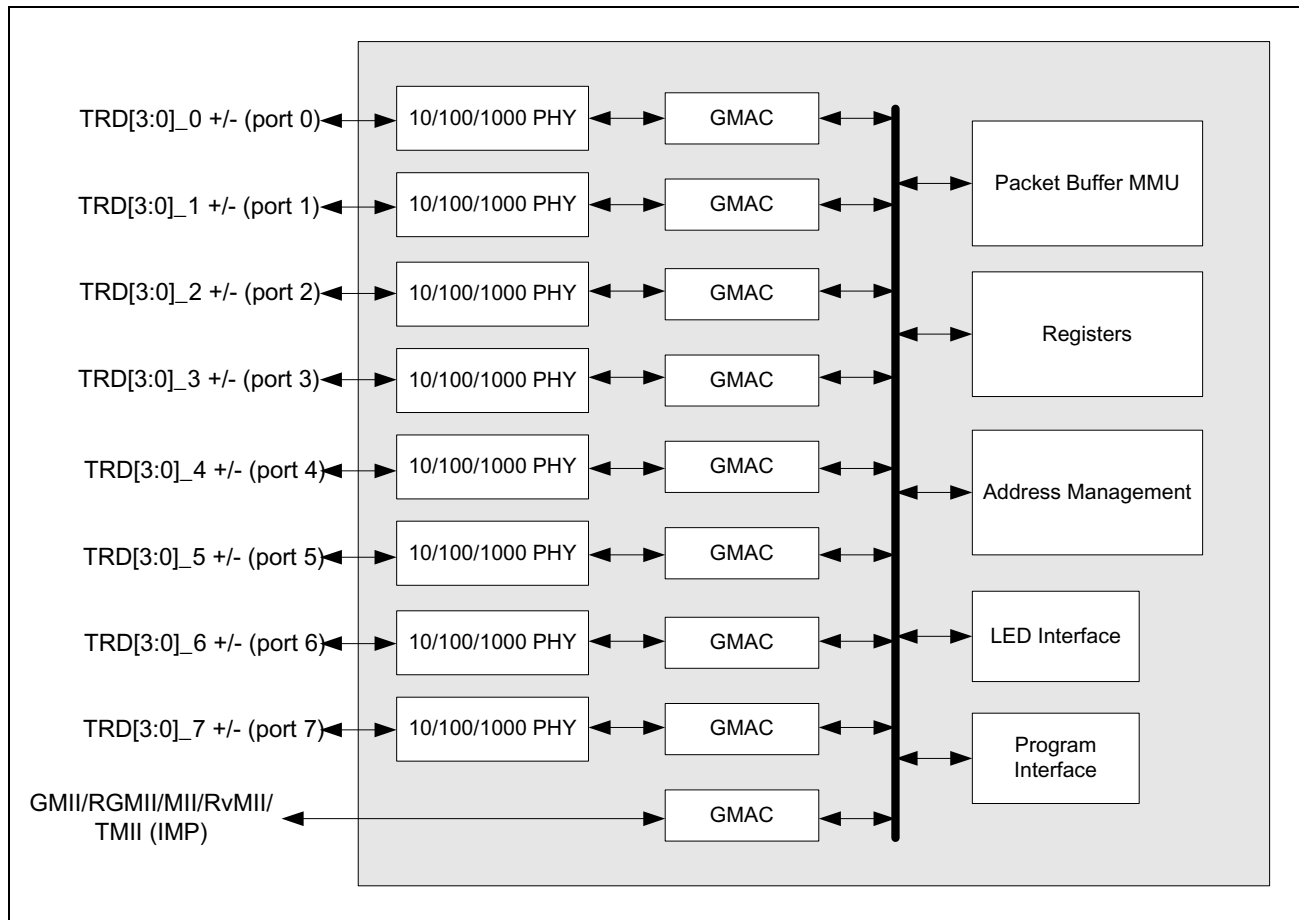 TRD[3:0]_0 +/- (port 0)
10/100/1000 PHY
GMAC
TRD[3:0]_1 +/- (port 1)
10/100/1000 PHY
GMAC
TRD[3:0]_2 +/- (port 2)
10/100/1000 PHY
GMAC
TRD[3:0]_3 +/- (port 3)
10/100/1000 PHY
GMAC
TRD[3:0]_4 +/- (port 4)
10/100/1000 PHY
GMAC
TRD[3:0]_5 +/- (port 5)
10/100/1000 PHY
GMAC
TRD[3:0]_6 +/- (port 6)
10/100/1000 PHY
GMAC
TRD[3:0]_7 +/- (port 7)
10/100/1000 PHY
GMAC
GMII/RGMII/MII/RvMII/
TMII (IMP)
GMAC
Packet Buffer MMU
Registers
Address Management
LED Interface
Program
Interface